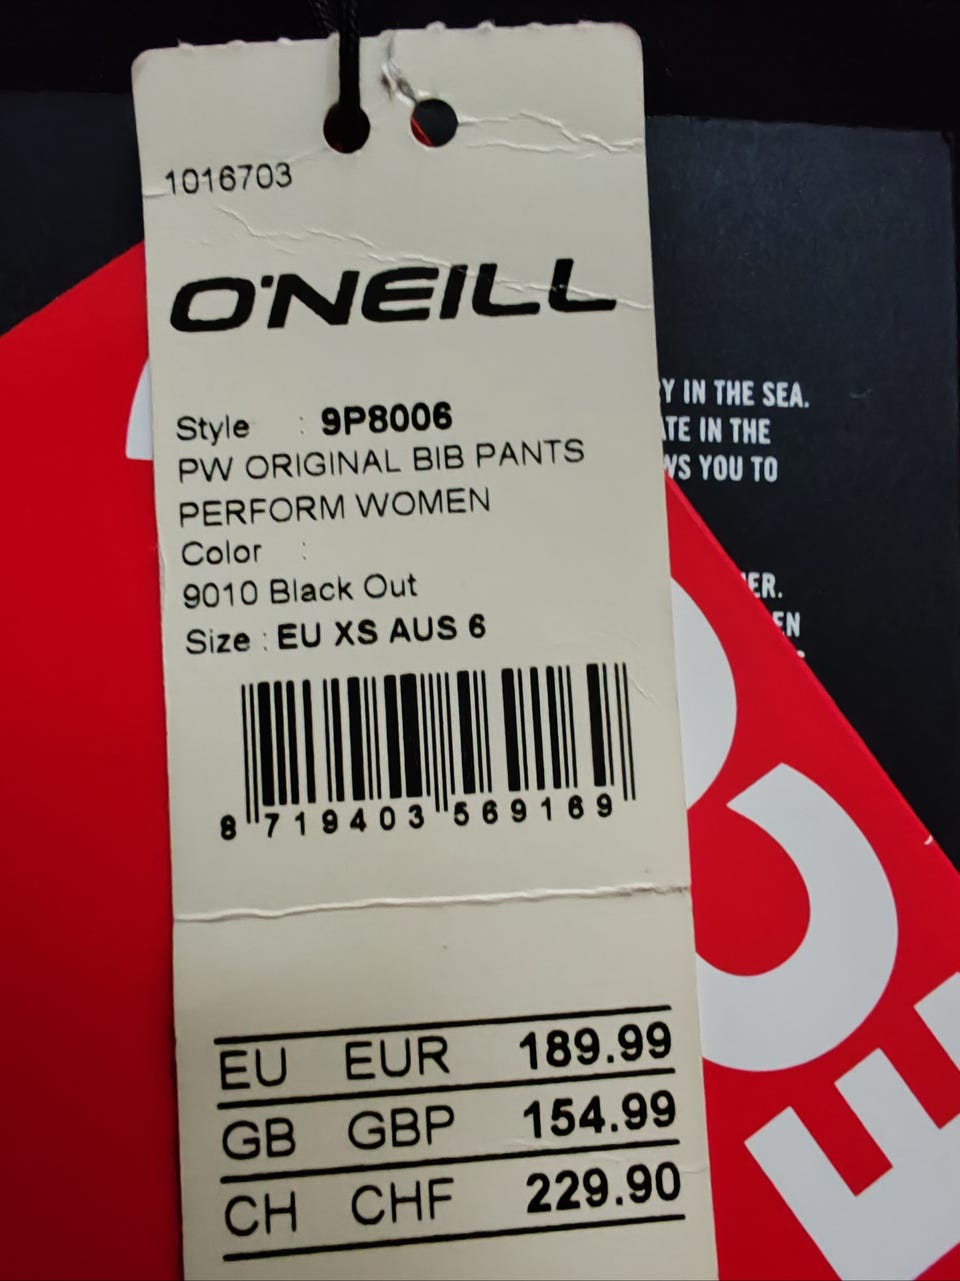 1016703
O'NEILL
Style : 9P8006
PW ORIGINAL BIB PANTS
PERFORM WOMEN
Color :
9010 Black Out
Size : EU XS AUS 6
8 719403 569169
EU EUR 189.99
GB GBP 154.99
CH CHF 229.90
IN THE SEA.
IN THE
YOU TO